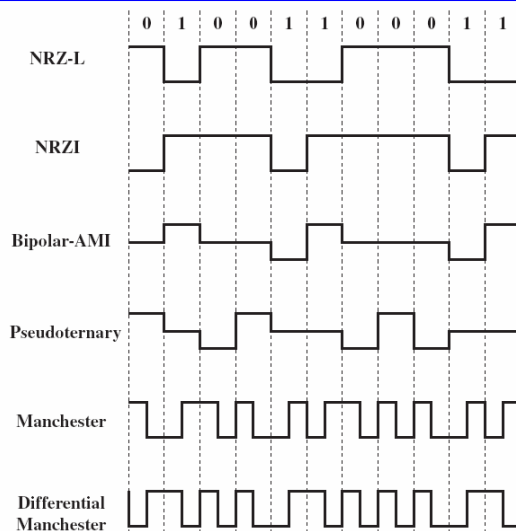 0 1 0 0 1 1 0 0 0 1 1
NRZ-L
NRZI
Bipolar-AMI
Pseudoternary
Manchester
Differential
Manchester